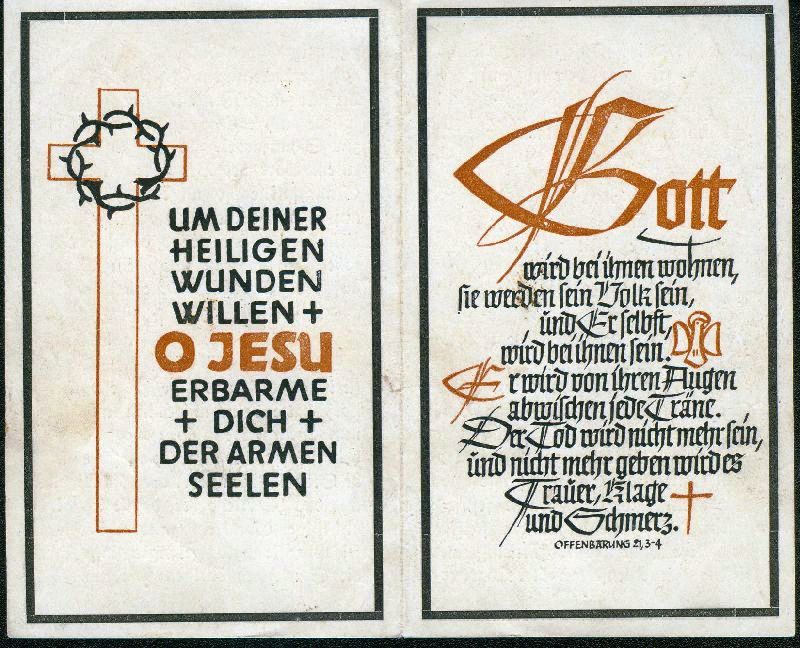 UM DEINER
HEILIGEN
WUNDEN
WILLEN +
O JESU
ERBARME
+ DICH +
DER ARMEN
SEELEN
Gott
wird bei ihnen wohnen,
sie werden sein Volk sein,
und Er selbst,
wird bei ihnen sein.
Er wird von ihren Augen
abwischen jede Träne.
Der Tod wird nicht mehr sein,
und nicht mehr geben wird es
Trauer, Klage
und Schmerz.
OFFENBARUNG 21,3-4